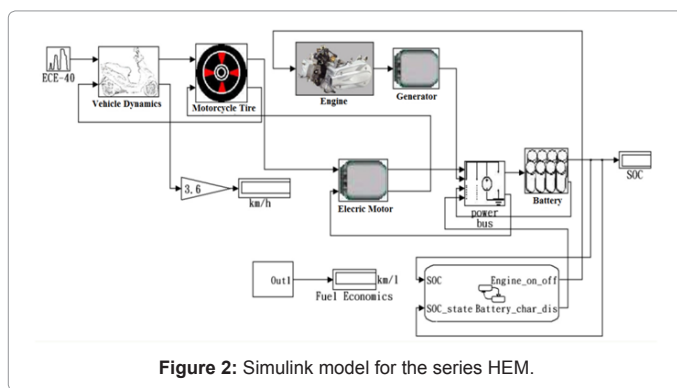 ECE-40
Vehicle Dynamics
Motorcycle Tire
Engine
Generator
3.6
km/h
Elecric Motor
power
bus
Battery
SOC
Out1
km/l
Fuel Economics
SOC
Engine_on_off
SOC_state
Battery_char_dis
Figure 2: Simulink model for the series HEM.